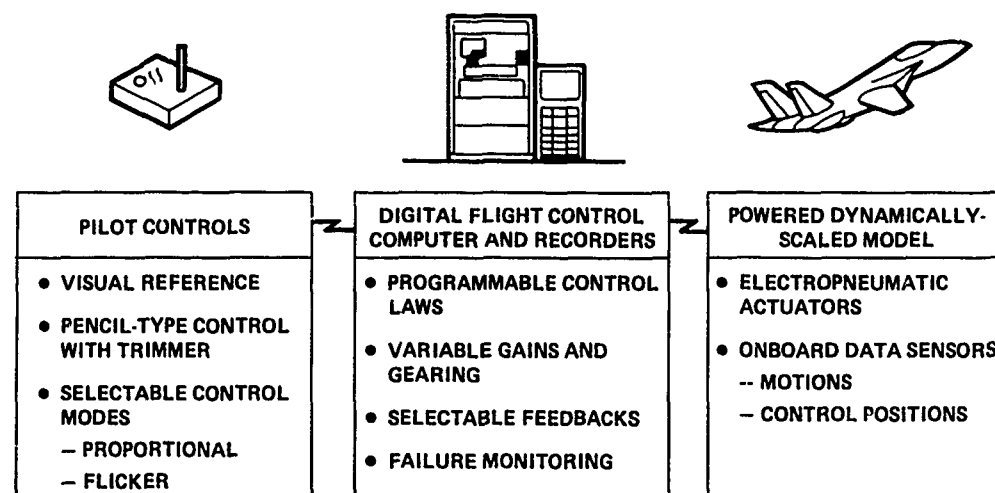 PILOT CONTROLS
• VISUAL REFERENCE
• PENCIL-TYPE CONTROL
WITH TRIMMER
• SELECTABLE CONTROL
MODES
– PROPORTIONAL
– FLICKER
DIGITAL FLIGHT CONTROL
COMPUTER AND RECORDERS
• PROGRAMMABLE CONTROL
LAWS
• VARIABLE GAINS AND
GEARING
• SELECTABLE FEEDBACKS
• FAILURE MONITORING
POWERED DYNAMICALLY-
SCALED MODEL
• ELECTROPNEUMATIC
ACTUATORS
• ONBOARD DATA SENSORS
-- MOTIONS
– CONTROL POSITIONS